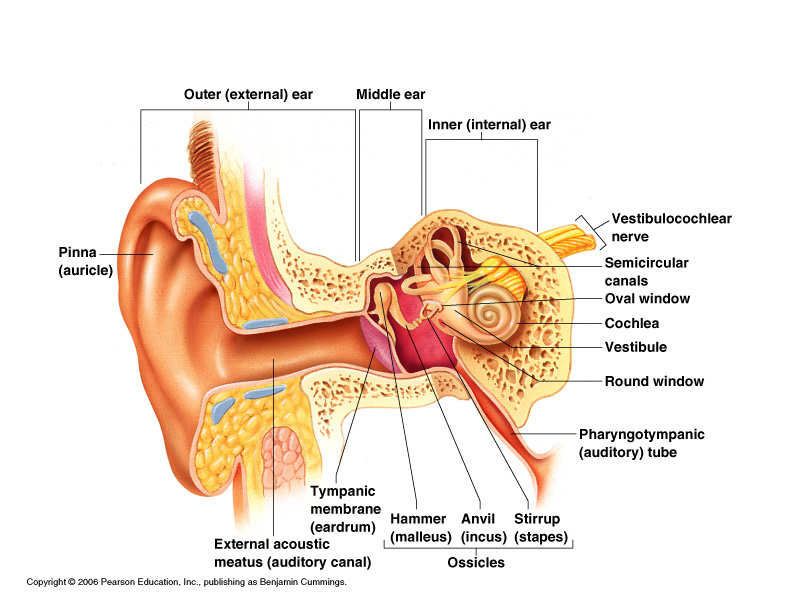 Outer (external) ear
Middle ear
Inner (internal) ear
Vestibulocochlear
nerve
Pinna
(auricle)
Semicircular
canals
Oval window
Cochlea
Vestibule
Round window
Pharyngotympanic
(auditory) tube
Tympanic
membrane
(eardrum)
Hammer
(malleus)
Anvil
(incus)
Stirrup
(stapes)
External acoustic
meatus (auditory canal)
Ossicles
Copyright © 2006 Pearson Education, Inc., publishing as Benjamin Cummings.